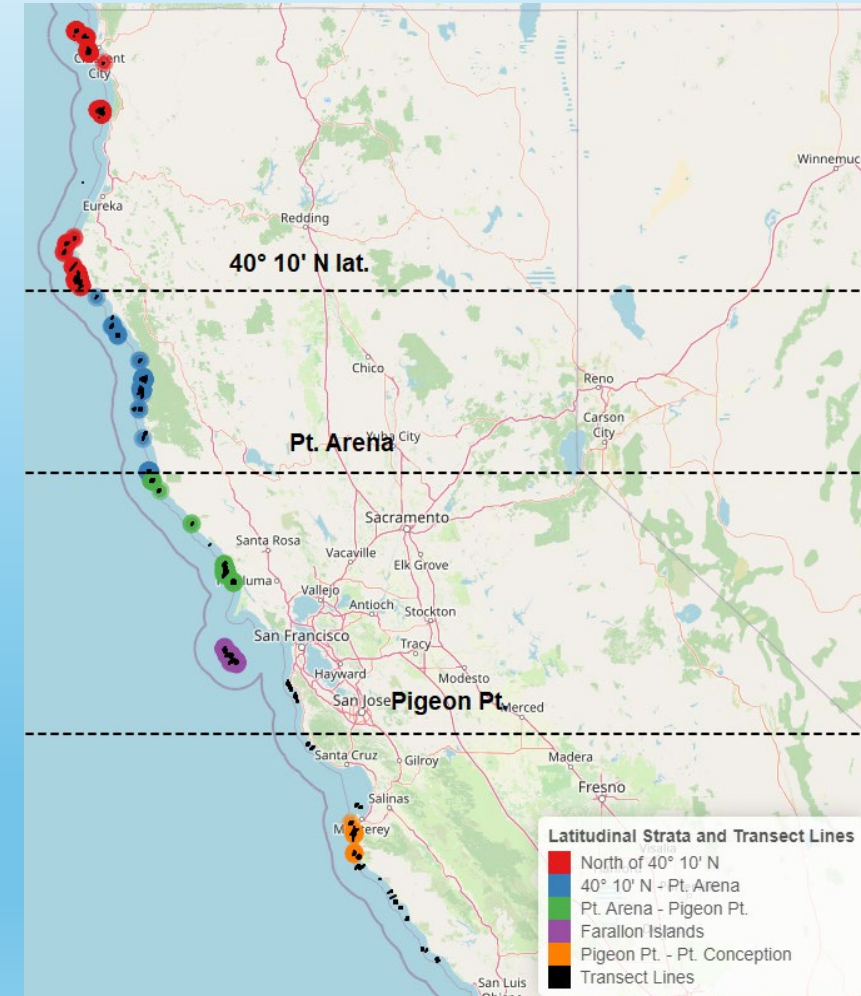 Crescent
City
Winnemuc
Eureka
Redding
40° 10' N lat.
Chico
Reno
Carson
City
Pt. Arena
Yuba City
Sacramento
Santa Rosa
Vacaville
Elk Grove
Petaluma
Vallejo
Antioch
Stockton
San Francisco
Tracy
Hayward
Modesto
San Jose
Pigeon Pt.
Merced
Santa Cruz
Gilroy
Madera
Salinas
Fresno
Monterey
Latitudinal Strata and Transect Lines
Visalia
North of 40° 10' N
40° 10' N - Pt. Arena
Pt. Arena - Pigeon Pt.
Farallon Islands
Pigeon Pt. - Pt. Conception
Transect Lines
San Luis
Obispo